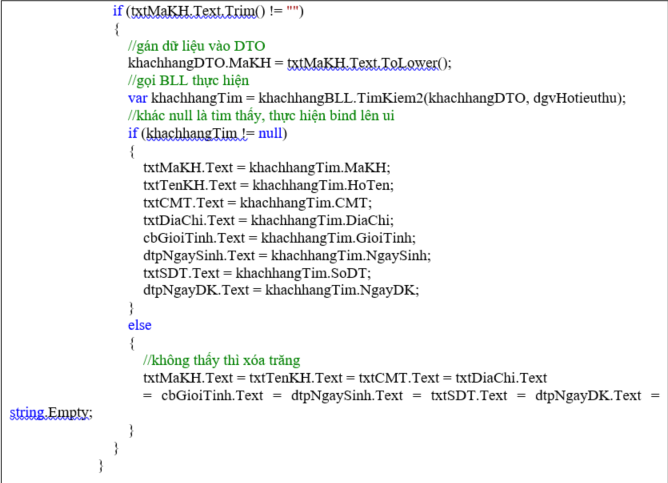 if (txtMaKH.Text.Trim() != "")
{
//gán dữ liệu vào DTO
khachhangDTO.MaKH = txtMaKH.Text.ToLower();
//gọi BLL thực hiện
var khachhangTim = khachhangBLL.TimKiem2(khachhangDTO, dgvHotieuthu);
//khác null là tìm thấy, thực hiện bind lên ui
if (khachhangTim != null)
{
txtMaKH.Text = khachhangTim.MaKH;
txtTenKH.Text = khachhangTim.HoTen;
txtCMT.Text = khachhangTim.CMT;
txtDiaChi.Text = khachhangTim.DiaChi;
cbGioiTinh.Text = khachhangTim.GioiTinh;
dtpNgaySinh.Text = khachhangTim.NgaySinh;
txtSDT.Text = khachhangTim.SoDT;
dtpNgayDK.Text = khachhangTim.NgayDK;
}
else
{
//không thấy thì xóa trăng
txtMaKH.Text = txtTenKH.Text = txtCMT.Text = txtDiaChi.Text
= cbGioiTinh.Text = dtpNgaySinh.Text = txtSDT.Text = dtpNgayDK.Text =
string.Empty;
}
}
}